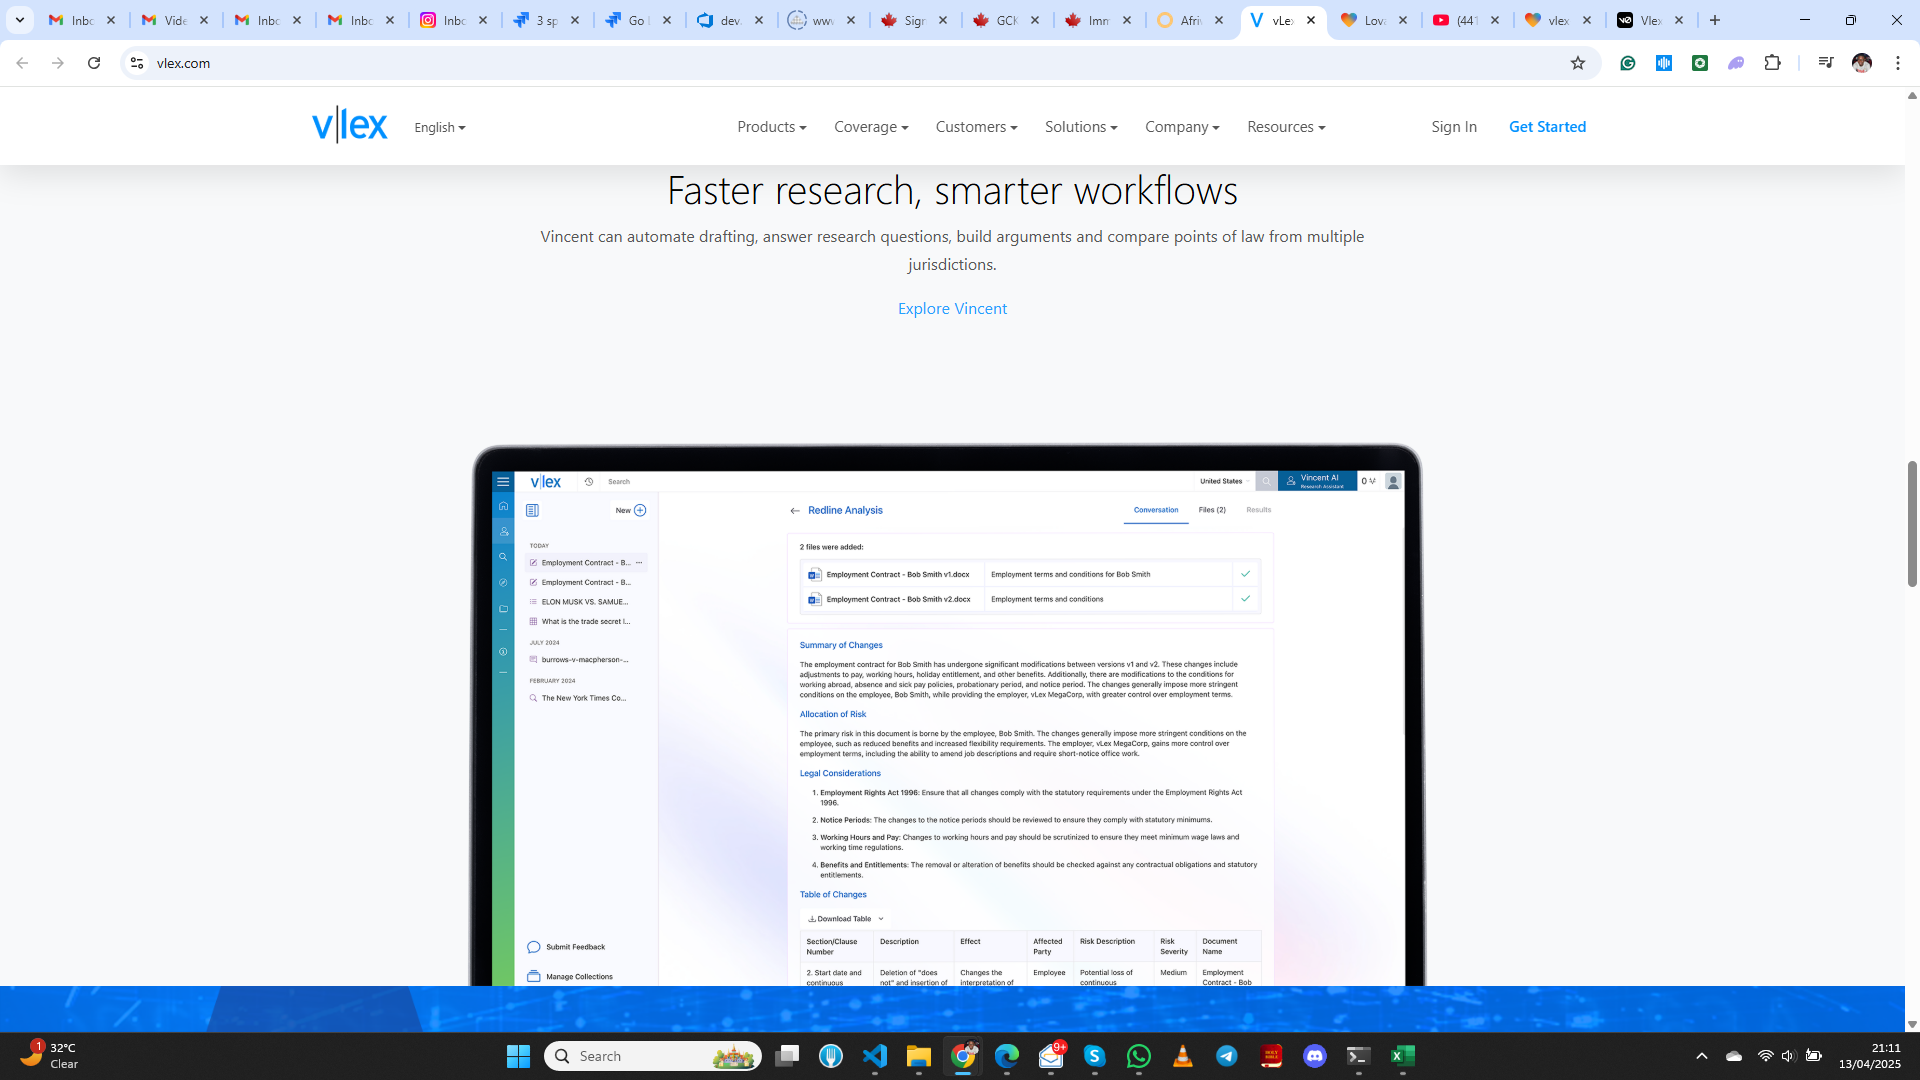 Inbc
Vide
Inbc
Inbc
Inbc
3 sp
Go l
dev.
ww
Sign
GCK
Imm
Afri
vLex
Lova
(441
vlex
Vlex
vlex.com
v|lex
English
Products
Coverage
Customers
Solutions
Company
Resources
Sign In
Get Started
Faster research, smarter workflows
Vincent can automate drafting, answer research questions, build arguments and compare points of law from multiple
jurisdictions.
Explore Vincent
v|lex
Search
United States
Vincent AI
Research Assistant
0
New
Redline Analysis
Conversation
Files (2)
Results
TODAY
Employment Contract - B...
Employment Contract - B...
ELON MUSK VS. SAMUE...
What is the trade secret l...
JULY 2024
burrows-v-macpherson-...
FEBRUARY 2024
The New York Times Co...
Submit Feedback
Manage Collections
2 files were added:
Employment Contract - Bob Smith v1.docx
Employment terms and conditions for Bob Smith
Employment Contract - Bob Smith v2.docx
Employment terms and conditions
Summary of Changes
The employment contract for Bob Smith has undergone significant modifications between versions v1 and v2. These changes include
adjustments to pay, working hours, holiday entitlement, and other benefits. Additionally, there are modifications to the conditions for
working abroad, absence and sick pay policies, probationary period, and notice period. The changes generally impose more stringent
conditions on the employee, Bob Smith, while providing the employer, vLex MegaCorp, with greater control over employment terms.
Allocation of Risk
The primary risk in this document is borne by the employee, Bob Smith. The changes generally impose more stringent conditions on the
employee, such as reduced benefits and increased flexibility requirements. The employer, vLex MegaCorp, gains more control over
employment terms, including the ability to amend job descriptions and require short-notice office work.
Legal Considerations
1. Employment Rights Act 1996: Ensure that all changes comply with the statutory requirements under the Employment Rights Act
1996.
2. Notice Periods: The changes to the notice periods should be reviewed to ensure they comply with statutory minimums.
3. Working Hours and Pay: Changes to working hours and pay should be scrutinized to ensure they meet minimum wage laws and
working time regulations.
4. Benefits and Entitlements: The removal or alteration of benefits should be checked against any contractual obligations and statutory
entitlements.
Table of Changes
Download Table
Section/Clause
Number
Description
Effect
Affected
Party
Risk Description
Risk
Severity
Document
Name
2. Start date and
continuous
Deletion of "does
not" and insertion of
Changes the
interpretation of
Employee
Potential loss of
continuous
Medium
Employment
Contract - Bob
1
32°C
Clear
Search
9+
HOLY
BIBLE
21:11
13/04/2025